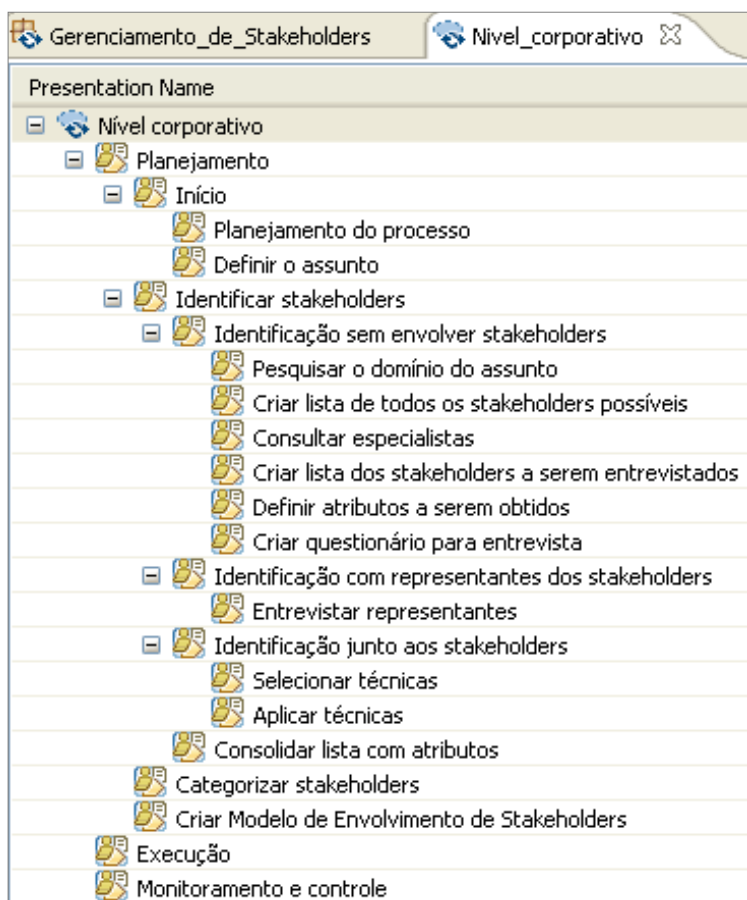 Gerenciamento_de_Stakeholders Nivel_corporativo
Presentation Name
Nível corporativo
Planejamento
Início
Planejamento do processo
Definir o assunto
Identificar stakeholders
Identificação sem envolver stakeholders
Pesquisar o domínio do assunto
Criar lista de todos os stakeholders possíveis
Consultar especialistas
Criar lista dos stakeholders a serem entrevistados
Definir atributos a serem obtidos
Criar questionário para entrevista
Identificação com representantes dos stakeholders
Entrevistar representantes
Identificação junto aos stakeholders
Selecionar técnicas
Aplicar técnicas
Consolidar lista com atributos
Categorizar stakeholders
Criar Modelo de Envolvimento de Stakeholders
Execução
Monitoramento e controle